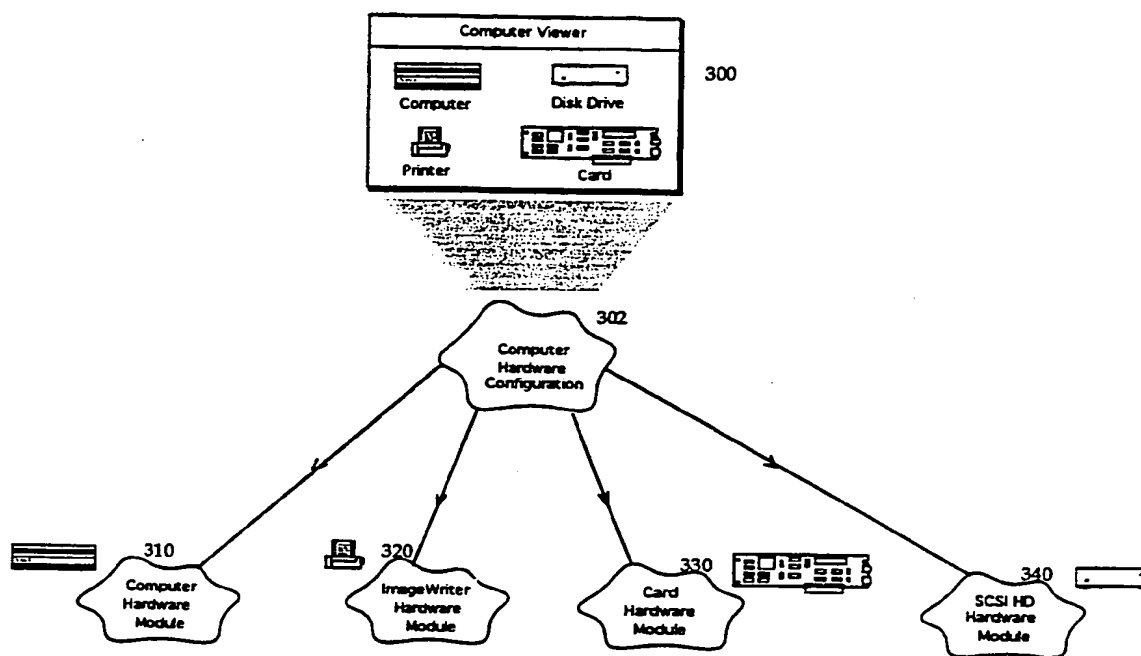 Computer Viewer
300
Computer
Disk Drive
Printer
Card
302
Computer
Hardware
Configuration
310
Computer
Hardware
Module
320
ImageWriter
Hardware
Module
330
Card
Hardware
Module
340
SCSI HD
Hardware
Module